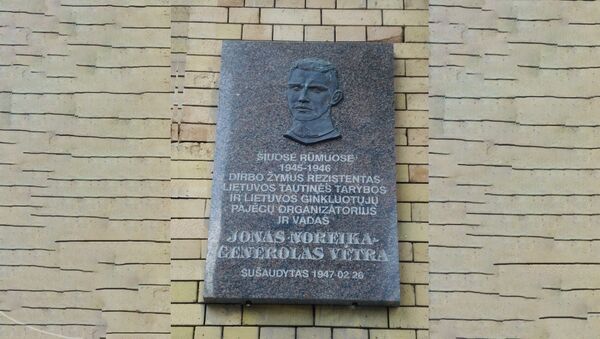 ŠIUOSE RŪMUOSE
1945-1946
DIRBO ŽYMUS REZISTENTAS,
LIETUVOS TAUTINĖS TARYBOS
IR LIETUVOS GINKLUOTŲJŲ
PAJĖGŲ ORGANIZATORIUS
IR VADAS
JONAS NOREIKA-
GENEROLAS VĖTRA
SUŠAUDYTAS 1947 02 26